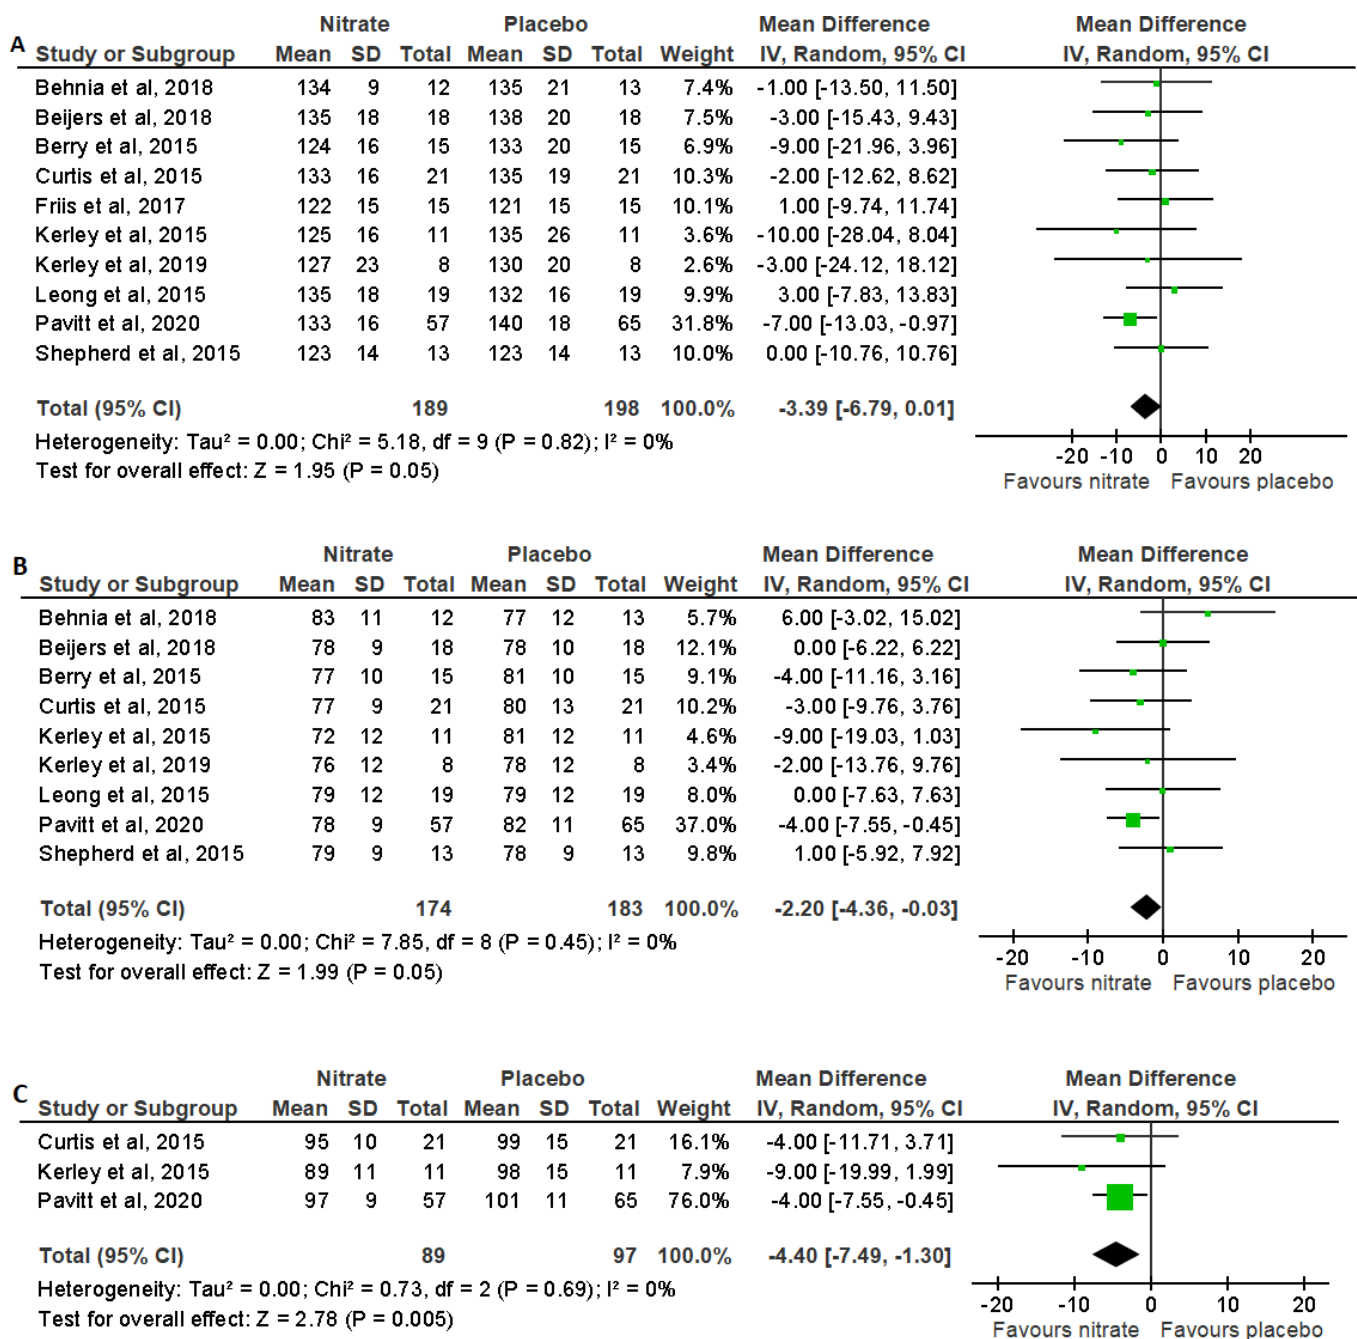 A
Nitrate Placebo Mean Difference Mean Difference
Study or Subgroup Mean SD Total Mean SD Total Weight IV, Random, 95% CI IV, Random, 95% CI
Behnia et al, 2018 134 9 12 135 21 13 7.4% -1.00 [-13.50, 11.50]
Beijers et al, 2018 135 18 18 138 20 18 7.5% -3.00 [-15.43, 9.43]
Berry et al, 2015 124 16 15 133 20 15 6.9% -9.00 [-21.96, 3.96]
Curtis et al, 2015 133 16 21 135 19 21 10.3% -2.00 [-12.62, 8.62]
Friis et al, 2017 122 15 15 121 15 15 10.1% 1.00 [-9.74, 11.74]
Kerley et al, 2015 125 16 11 135 26 11 3.6% -10.00 [-28.04, 8.04]
Kerley et al, 2019 127 23 8 130 20 8 2.6% -3.00 [-24.12, 18.12]
Leong et al, 2015 135 18 19 132 16 19 9.9% 3.00 [-7.83, 13.83]
Pavitt et al, 2020 133 16 57 140 18 65 31.8% -7.00 [-13.03, -0.97]
Shepherd et al, 2015 123 14 13 123 14 13 10.0% 0.00 [-10.76, 10.76]
Total (95% CI) 189 198 100.0% -3.39 [-6.79, 0.01]
Heterogeneity: Tau² = 0.00; Chi² = 5.18, df = 9 (P = 0.82); I² = 0%
Test for overall effect: Z = 1.95 (P = 0.05)
-20 -10 0 10 20
Favours nitrate Favours placebo
B
Nitrate Placebo Mean Difference Mean Difference
Study or Subgroup Mean SD Total Mean SD Total Weight IV, Random, 95% CI IV, Random, 95% CI
Behnia et al, 2018 83 11 12 77 12 13 5.7% 6.00 [-3.02, 15.02]
Beijers et al, 2018 78 9 18 78 10 18 12.1% 0.00 [-6.22, 6.22]
Berry et al, 2015 77 10 15 81 10 15 9.1% -4.00 [-11.16, 3.16]
Curtis et al, 2015 77 9 21 80 13 21 10.2% -3.00 [-9.76, 3.76]
Kerley et al, 2015 72 12 11 81 12 11 4.6% -9.00 [-19.03, 1.03]
Kerley et al, 2019 76 12 8 78 12 8 3.4% -2.00 [-13.76, 9.76]
Leong et al, 2015 79 12 19 79 12 19 8.0% 0.00 [-7.63, 7.63]
Pavitt et al, 2020 78 9 57 82 11 65 37.0% -4.00 [-7.55, -0.45]
Shepherd et al, 2015 79 9 13 78 9 13 9.8% 1.00 [-5.92, 7.92]
Total (95% CI) 174 183 100.0% -2.20 [-4.36, -0.03]
Heterogeneity: Tau² = 0.00; Chi² = 7.85, df = 8 (P = 0.45); I² = 0%
Test for overall effect: Z = 1.99 (P = 0.05)
-20 -10 0 10 20
Favours nitrate Favours placebo
C
Nitrate Placebo Mean Difference Mean Difference
Study or Subgroup Mean SD Total Mean SD Total Weight IV, Random, 95% CI IV, Random, 95% CI
Curtis et al, 2015 95 10 21 99 15 21 16.1% -4.00 [-11.71, 3.71]
Kerley et al, 2015 89 11 11 98 15 11 7.9% -9.00 [-19.99, 1.99]
Pavitt et al, 2020 97 9 57 101 11 65 76.0% -4.00 [-7.55, -0.45]
Total (95% CI) 89 97 100.0% -4.40 [-7.49, -1.30]
Heterogeneity: Tau² = 0.00; Chi² = 0.73, df = 2 (P = 0.69); I² = 0%
Test for overall effect: Z = 2.78 (P = 0.005)
-20 -10 0 10 20
Favours nitrate Favours placebo